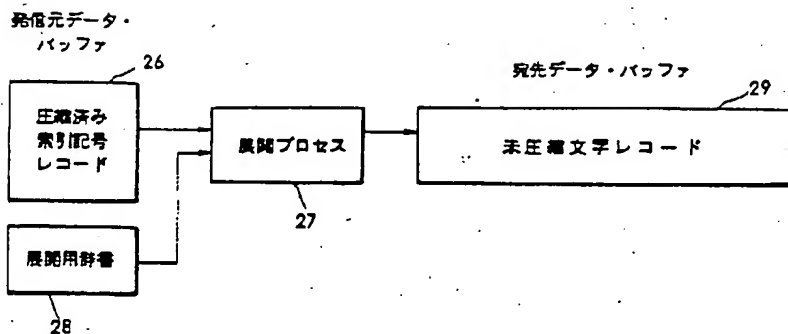 発信元データ・
バッファ
26
圧縮済み
索引記号
レコード
展開プロセス
27
宛先データ・バッファ
29
未圧縮文字レコード
展開用辞書
28